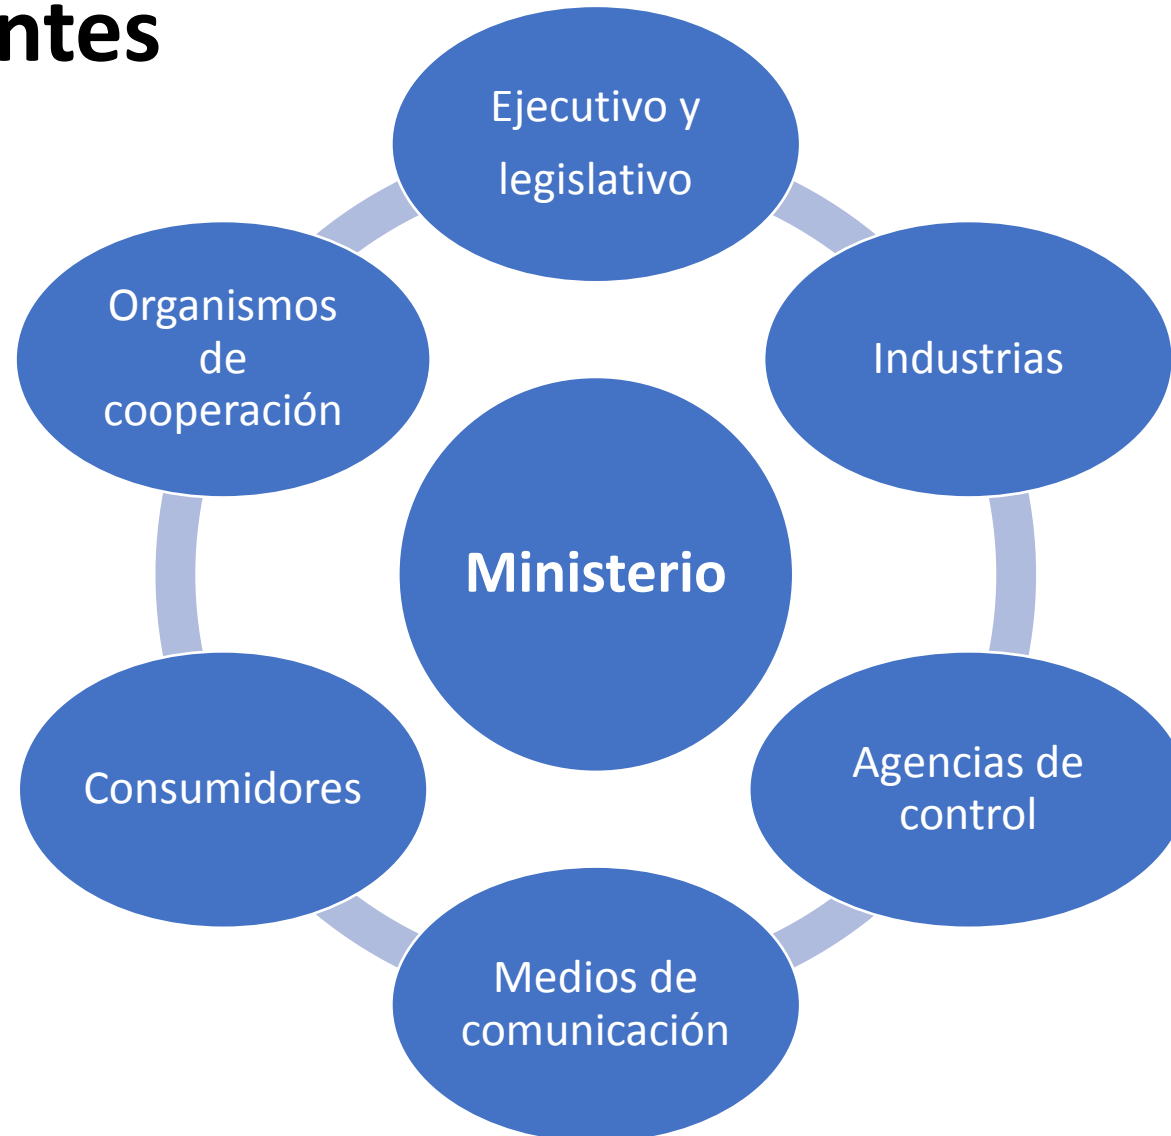 ntes
Ejecutivo y
legislativo
Organismos
de
cooperación
Industrias
Ministerio
Consumidores
Agencias de
control
Medios de
comunicación